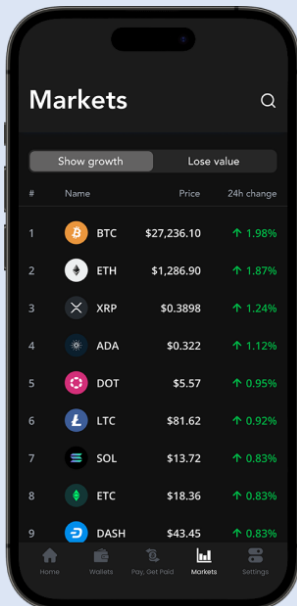 Markets
Show growth Lose value
# Name Price 24h change
1 BTC $27,236.10 ↑ 1.98%
2 ETH $1,286.90 ↑ 1.87%
3 XRP $0.3898 ↑ 1.24%
4 ADA $0.322 ↑ 1.12%
5 DOT $5.57 ↑ 0.95%
6 LTC $81.62 ↑ 0.92%
7 SOL $13.72 ↑ 0.83%
8 ETC $18.36 ↑ 0.83%
9 DASH $43.45 ↑ 0.83%
Home Wallets Pay, Get Paid Markets Settings